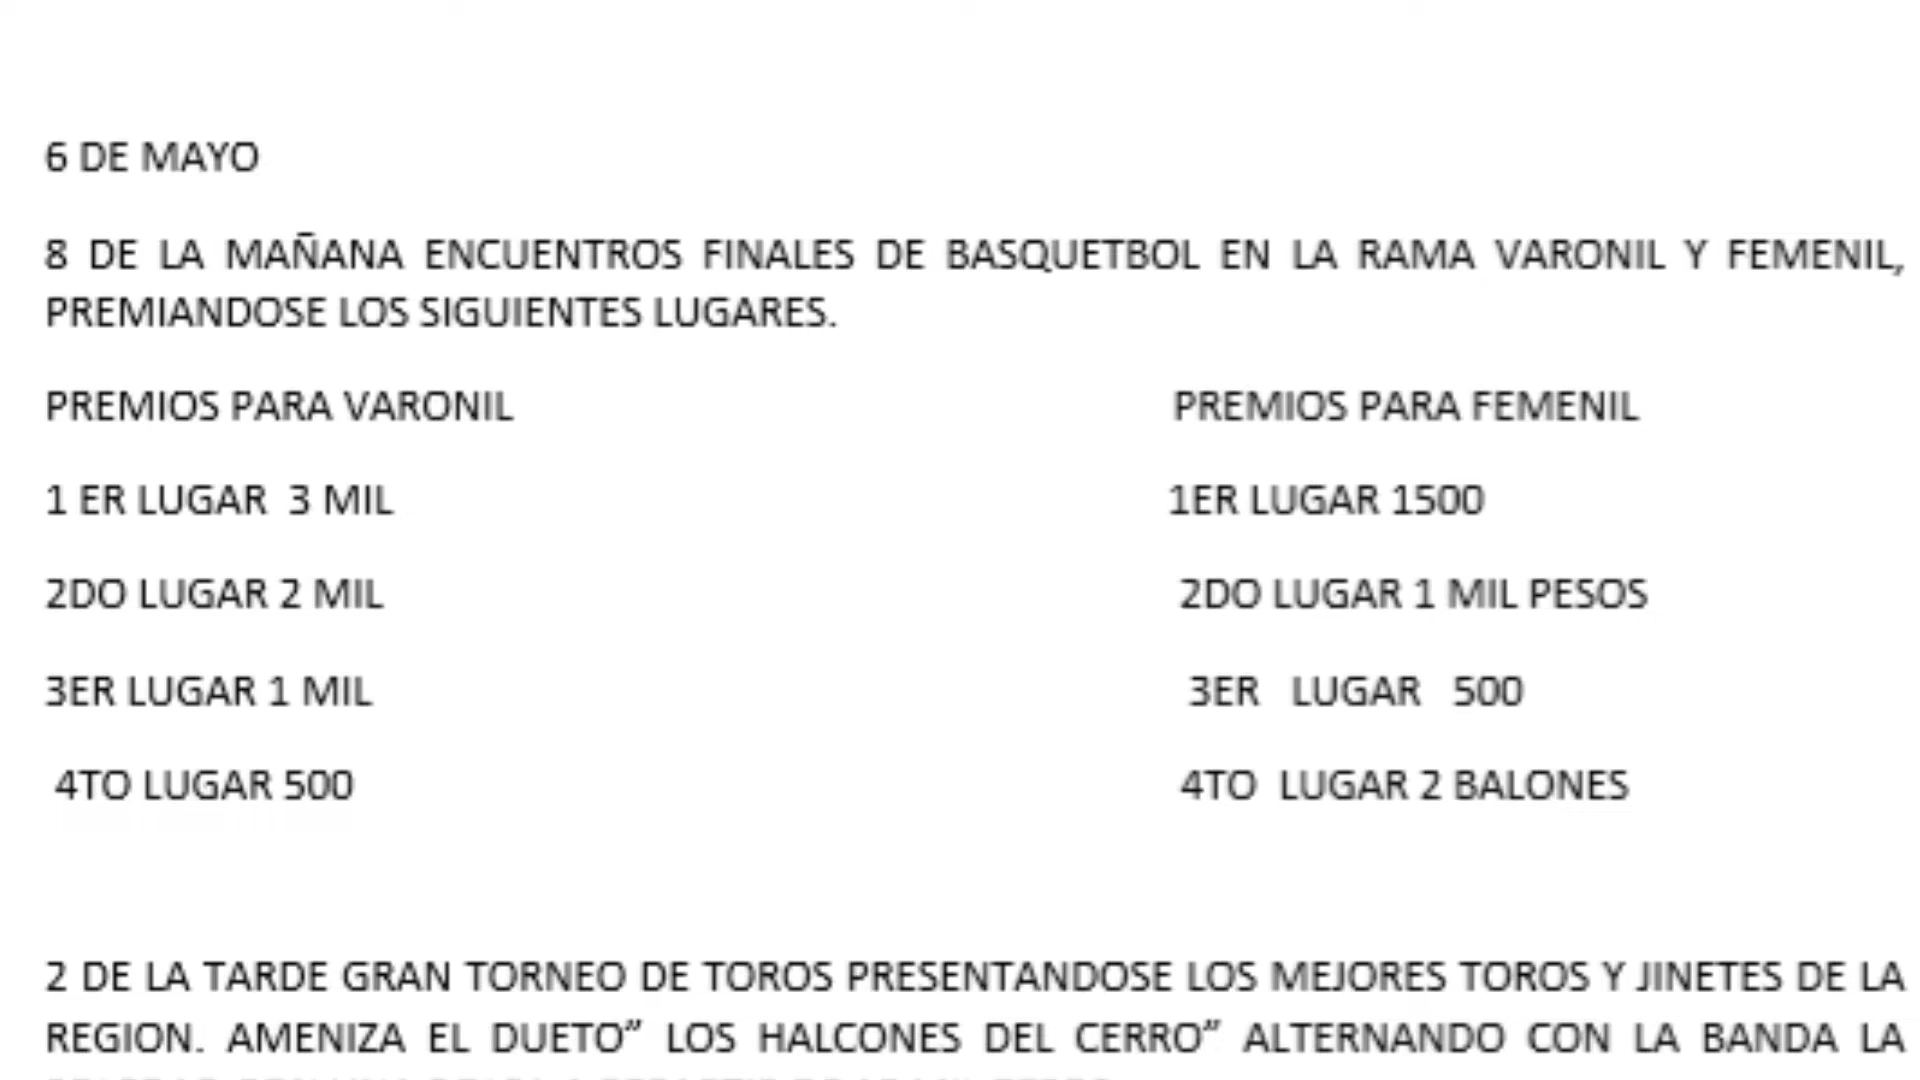 6 DE MAYO
8 DE LA MAÑANA ENCUENTROS FINALES DE BASQUETBOL EN LA RAMA VARONIL Y FEMENIL,
PREMIANDOSE LOS SIGUIENTES LUGARES.
PREMIOS PARA VARONIL PREMIOS PARA FEMENIL
1 ER LUGAR 3 MIL 1ER LUGAR 1500
2DO LUGAR 2 MIL 2DO LUGAR 1 MIL PESOS
3ER LUGAR 1 MIL 3ER LUGAR 500
4TO LUGAR 500 4TO LUGAR 2 BALONES
2 DE LA TARDE GRAN TORNEO DE TOROS PRESENTANDOSE LOS MEJORES TOROS Y JINETES DE LA
REGION. AMENIZA EL DUETO” LOS HALCONES DEL CERRO” ALTERNANDO CON LA BANDA LA